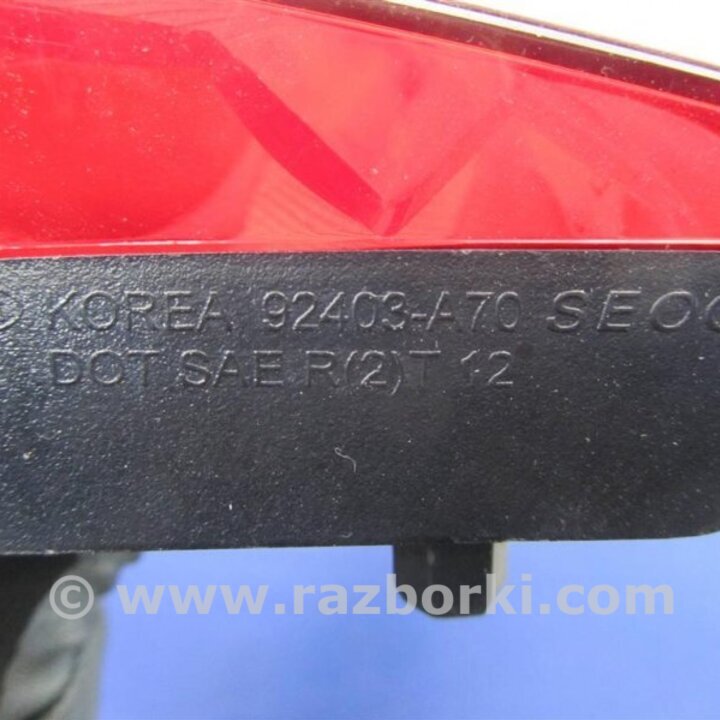 KOREA 92403-A70
DOT SAE R(2)T 12
© www.razborki.com